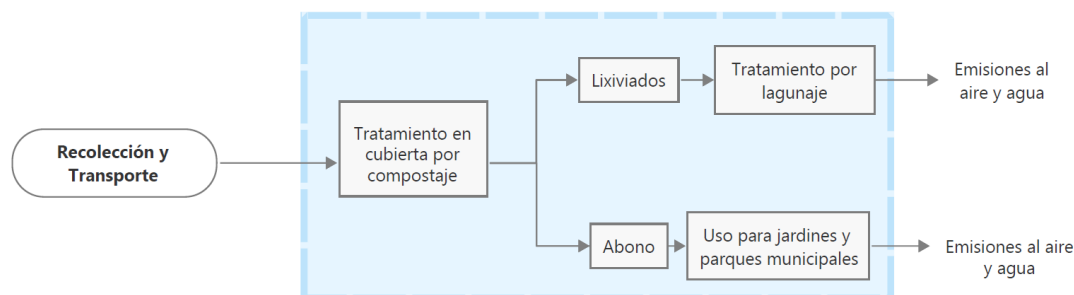 Recolección y
Transporte
Tratamiento en
cubierta por
compostaje
Lixiviados
Tratamiento por
lagunaje
Emisiones al
aire y agua
Abono
Uso para jardines y
parques municipales
Emisiones al aire
y agua